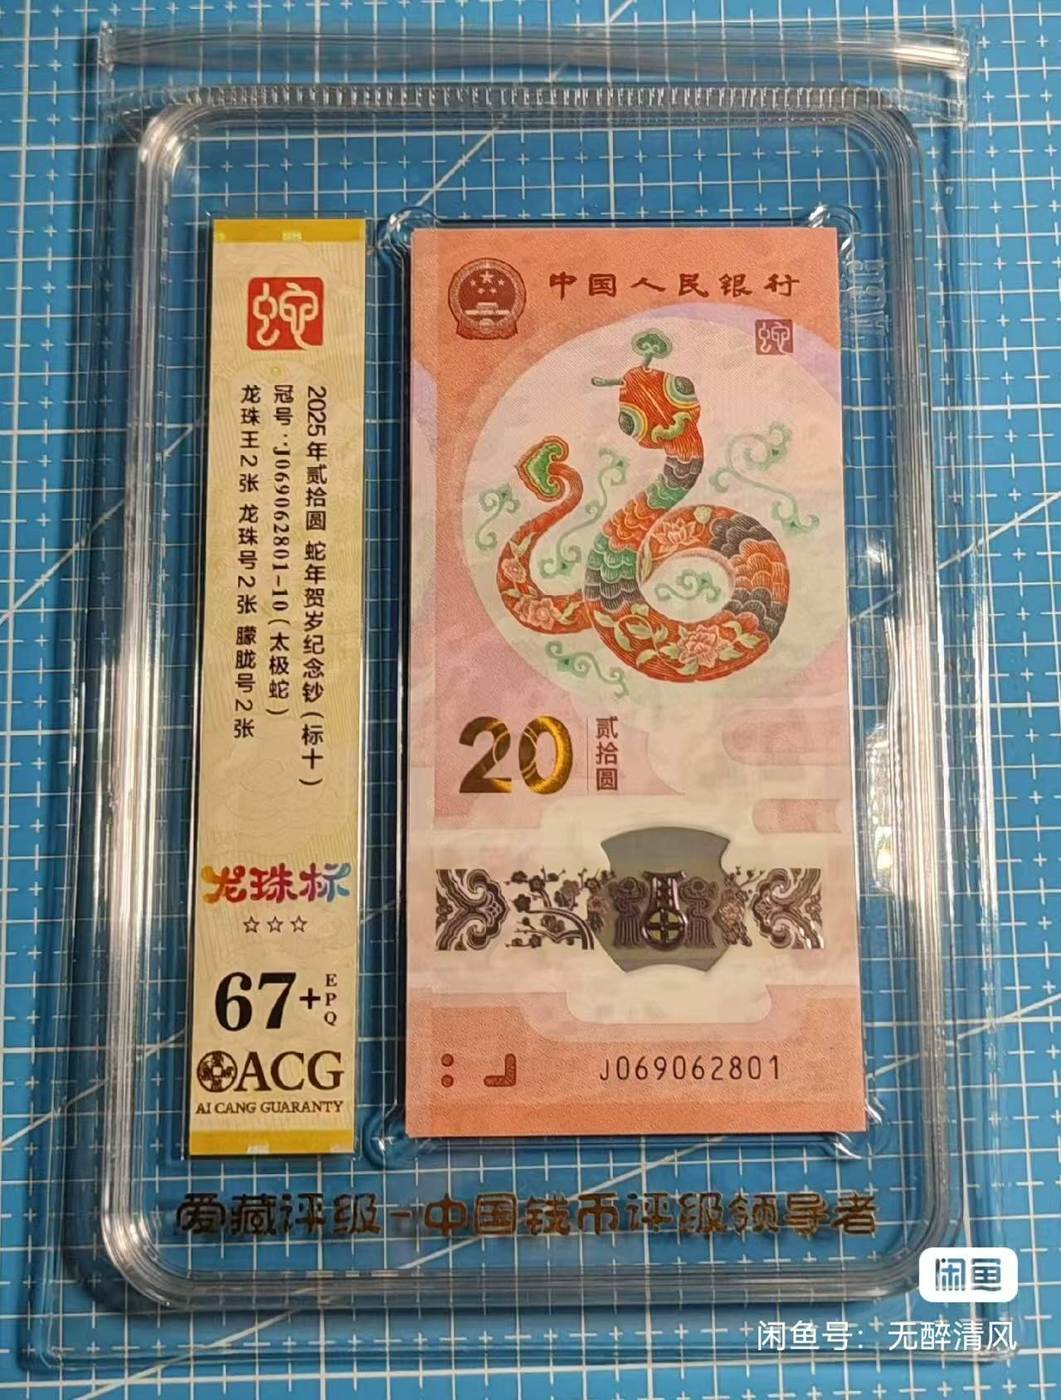 蛇
2025年贰拾圆 蛇年贺岁纪念钞(标十)
冠号:J069062801-10(太极蛇)
龙珠王2张 龙珠号2张 朦胧号2张
龙珠标
☆☆☆
67+
EPQ
ACG
AI CANG GUARANTY
中国人民银行
蛇
20
贰拾圆
J069062801
爱藏评级-中国钱币评级领导者
闲鱼
闲鱼号：无醉清风